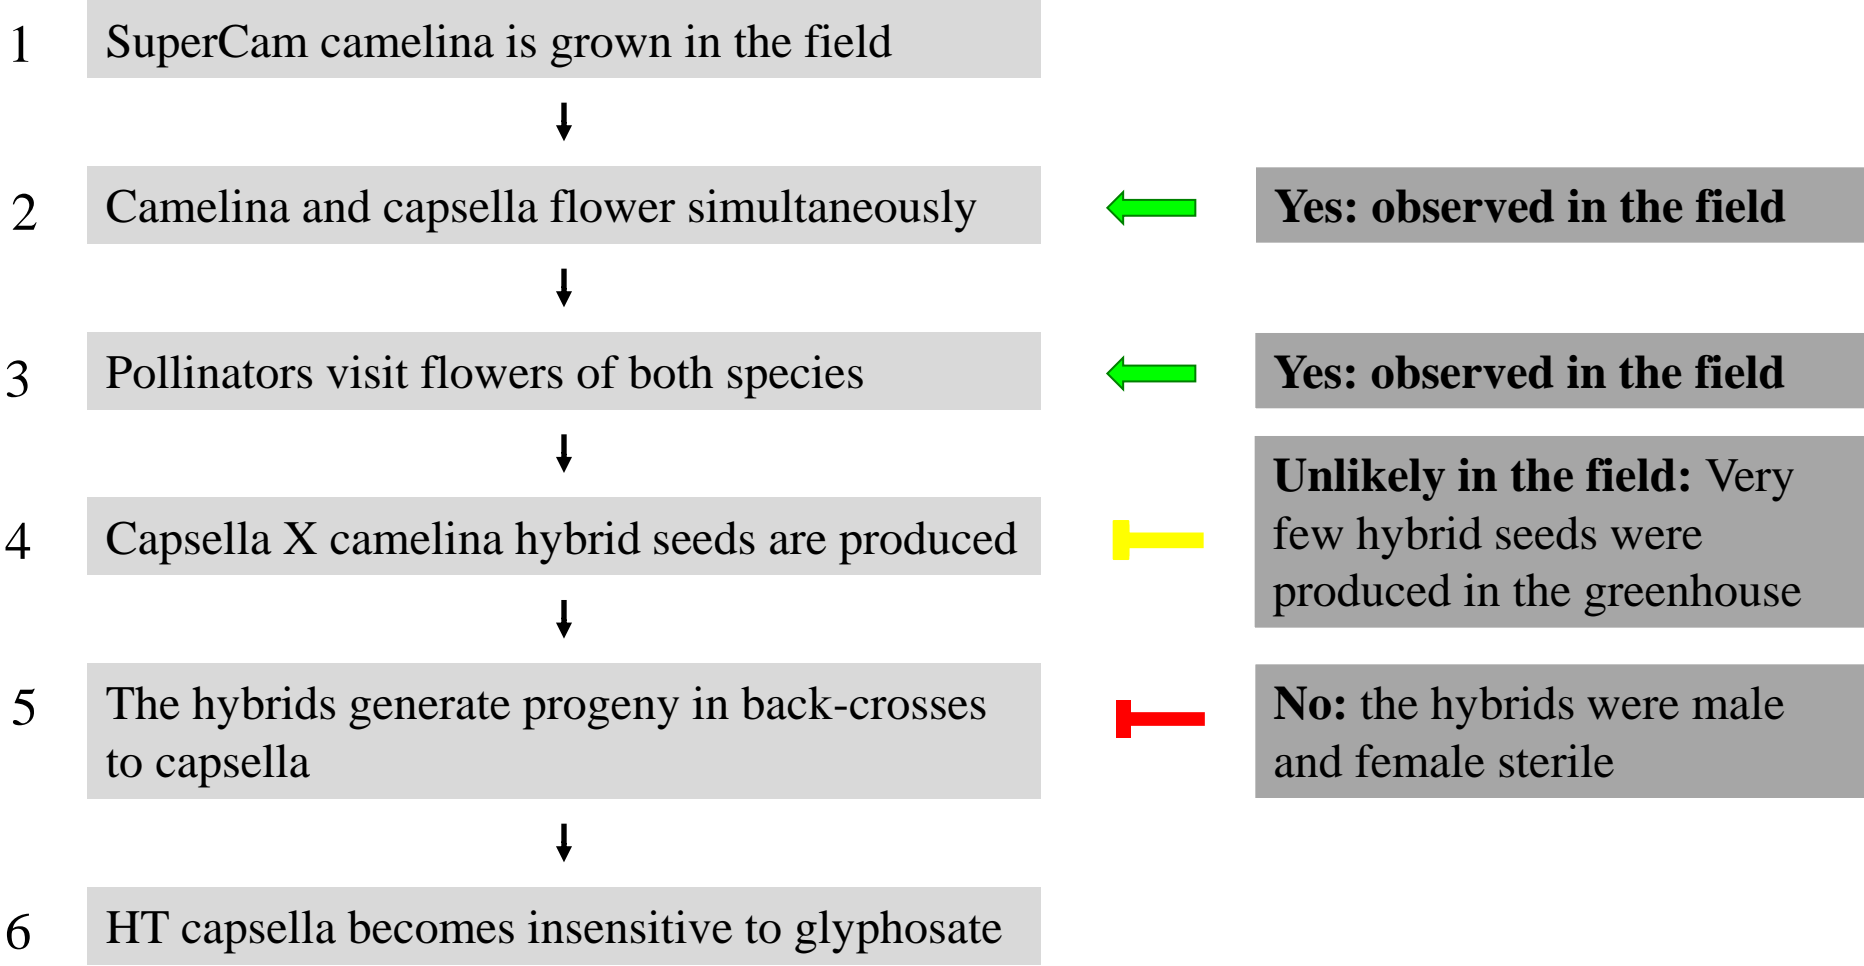 1 SuperCam camelina is grown in the field
2 Camelina and capsella flower simultaneously
Yes: observed in the field
3 Pollinators visit flowers of both species
Yes: observed in the field
4 Capsella X camelina hybrid seeds are produced
Unlikely in the field: Very
few hybrid seeds were
produced in the greenhouse
5 The hybrids generate progeny in back-crosses
to capsella
No: the hybrids were male
and female sterile
6 HT capsella becomes insensitive to glyphosate